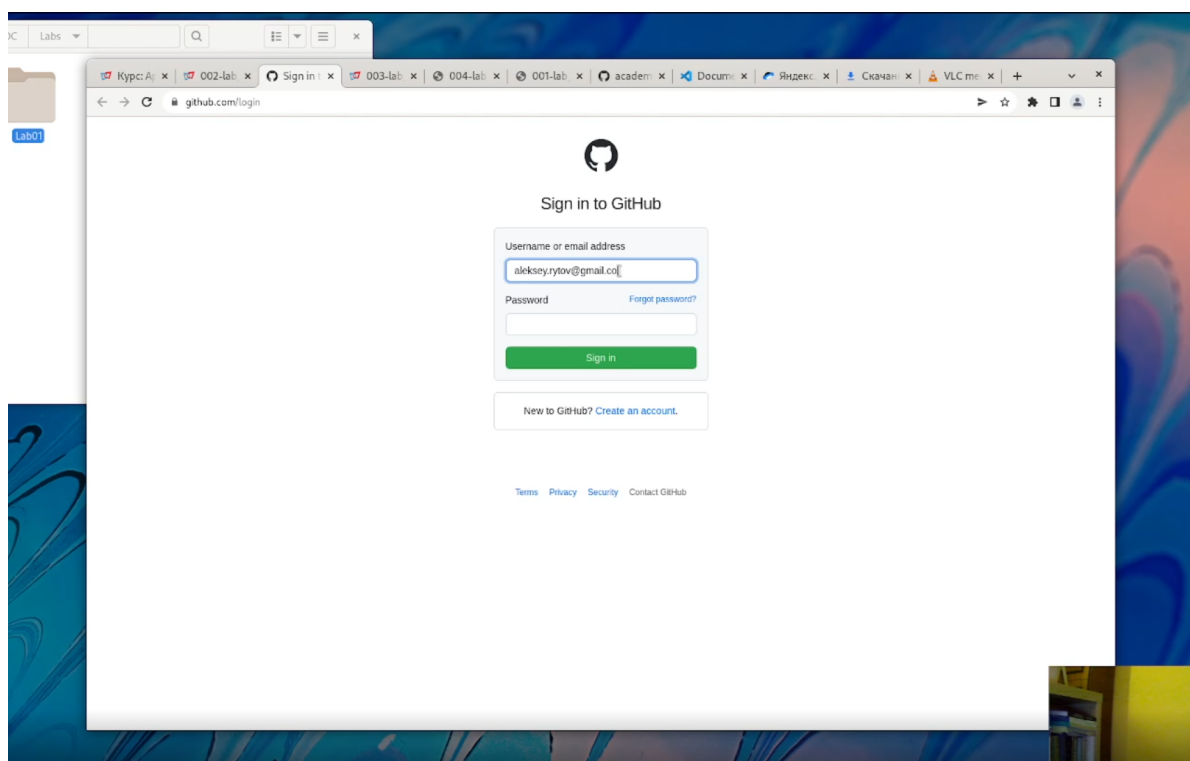 Labs
Lab01
Курс: А
002-lab
Sign in t
003-lab
004-lab
001-lab
academ
Docume
Яндекс.
Скачан
VLC me
github.com/login
Sign in to GitHub
Username or email address
aleksey.rytov@gmail.co
Password Forgot password?
Sign in
New to GitHub? Create an account.
Terms Privacy Security Contact GitHub